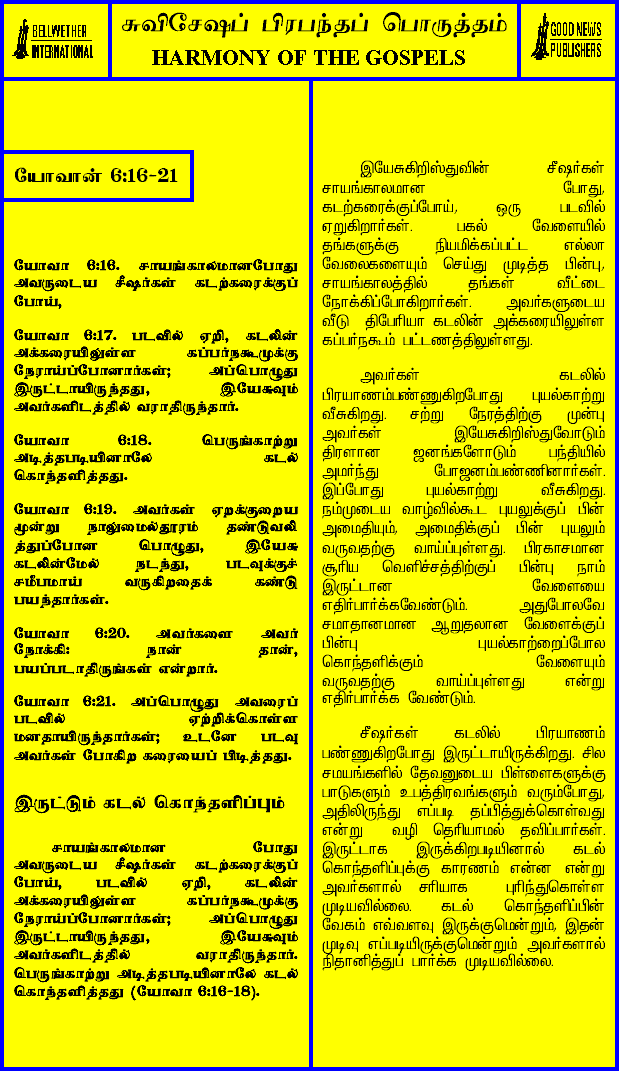 BELLWETHER
INTERNATIONAL
சுவிசேஷப் பிரபந்தப் பொருத்தம்
HARMONY OF THE GOSPELS
GOOD NEWS
PUBLISHERS
யோவான் 6:16-21
யோவா 6:16. சாயங்காலமானபோது
அவருடைய சீஷர்கள் கடற்கரைக்குப்
போய்,
யோவா 6:17. படவில் ஏறி, கடலின்
அக்கரையிலுள்ள கப்பர்நகூமுக்கு
நேராய்ப்போனார்கள்; அப்பொழுது
இருட்டாயிருந்தது, இயேசுவும்
அவர்களிடத்தில் வராதிருந்தார்.
யோவா 6:18. பெருங்காற்று
அடித்தபடியினாலே கடல்
கொந்தளித்தது.
யோவா 6:19. அவர்கள் ஏறக்குறைய
மூன்று நாலுமைல்தூரம் தண்டுவலி
த்துப்போன பொழுது, இயேசு
கடலின்மேல் நடந்து, படவுக்குச்
சமீபமாய் வருகிறதைக் கண்டு
பயந்தார்கள்.
யோவா 6:20. அவர்களை அவர்
நோக்கி: நான் தான்,
பயப்படாதிருங்கள் என்றார்.
யோவா 6:21. அப்பொழுது அவரைப்
படவில் ஏற்றிக்கொள்ள
மனதாயிருந்தார்கள்; உடனே படவு
அவர்கள் போகிற கரையைப் பிடித்தது.
இருட்டும் கடல் கொந்தளிப்பும்
சாயங்காலமான போது
அவருடைய சீஷர்கள் கடற்கரைக்குப்
போய், படவில் ஏறி, கடலின்
அக்கரையிலுள்ள கப்பர்நகூமுக்கு
நேராய்ப்போனார்கள்; அப்பொழுது
இருட்டாயிருந்தது, இயேசுவும்
அவர்களிடத்தில் வராதிருந்தார்.
பெருங்காற்று அடித்தபடியினாலே கடல்
கொந்தளித்தது (யோவா 6:16-18).
இயேசுகிறிஸ்துவின் சீஷர்கள்
சாயங்காலமான போது,
கடற்கரைக்குப்போய், ஒரு படவில்
ஏறுகிறார்கள். பகல் வேளையில்
தங்களுக்கு நியமிக்கப்பட்ட எல்லா
வேலைகளையும் செய்து முடித்த பின்பு,
சாயங்காலத்தில் தங்கள் வீட்டை
நோக்கிப்போகிறார்கள். அவர்களுடைய
வீடு திபேரியா கடலின் அக்கரையிலுள்ள
கப்பர்நகூம் பட்டணத்திலுள்ளது.
அவர்கள் கடலில்
பிரயாணம்பண்ணுகிறபோது புயல்காற்று
வீசுகிறது. சற்று நேரத்திற்கு முன்பு
அவர்கள் இயேசுகிறிஸ்துவோடும்
திரளான ஜனங்களோடும் பந்தியில்
அமர்ந்து போஜனம்பண்ணினார்கள்.
இப்போது புயல்காற்று வீசுகிறது.
நம்முடைய வாழ்வில்கூட புயலுக்குப் பின்
அமைதியும், அமைதிக்குப் பின் புயலும்
வருவதற்கு வாய்ப்புள்ளது. பிரகாசமான
சூரிய வெளிச்சத்திற்குப் பின்பு நாம்
இருட்டான வேளையை
எதிர்பார்க்கவேண்டும். அதுபோலவே
சமாதானமான ஆறுதலான வேளைக்குப்
பின்பு புயல்காற்றைப்போல
கொந்தளிக்கும் வேளையும்
வருவதற்கு வாய்ப்புள்ளது என்று
எதிர்பார்க்க வேண்டும்.
சீஷர்கள் கடலில் பிரயாணம்
பண்ணுகிறபோது இருட்டாயிருக்கிறது. சில
சமயங்களில் தேவனுடைய பிள்ளைகளுக்கு
பாடுகளும் உபத்திரவங்களும் வரும்போது,
அதிலிருந்து எப்படி தப்பித்துக்கொள்வது
என்று வழி தெரியாமல் தவிப்பார்கள்.
இருட்டாக இருக்கிறபடியினால் கடல்
கொந்தளிப்புக்கு காரணம் என்ன என்று
அவர்களால் சரியாக புரிந்துகொள்ள
முடியவில்லை. கடல் கொந்தளிப்பின்
வேகம் எவ்வளவு இருக்குமென்றும், இதன்
முடிவு எப்படியிருக்குமென்றும் அவர்களால்
நிதானித்துப் பார்க்க முடியவில்லை.